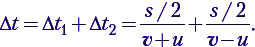 Δt = Δt₁ + Δt₂ = (s / 2)/(v + u) + (s / 2)/(v − u).